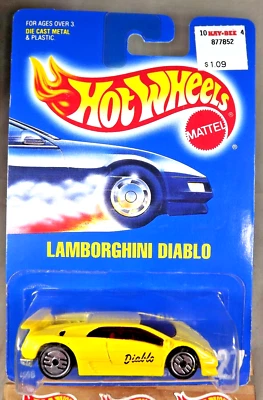 FOR AGES OVER 3
DIE CAST METAL
& PLASTIC
10 KAY-BEE 4
877852
$1.09
HOT WHEELS
MATTEL
LAMBORGHINI DIABLO
Diablo